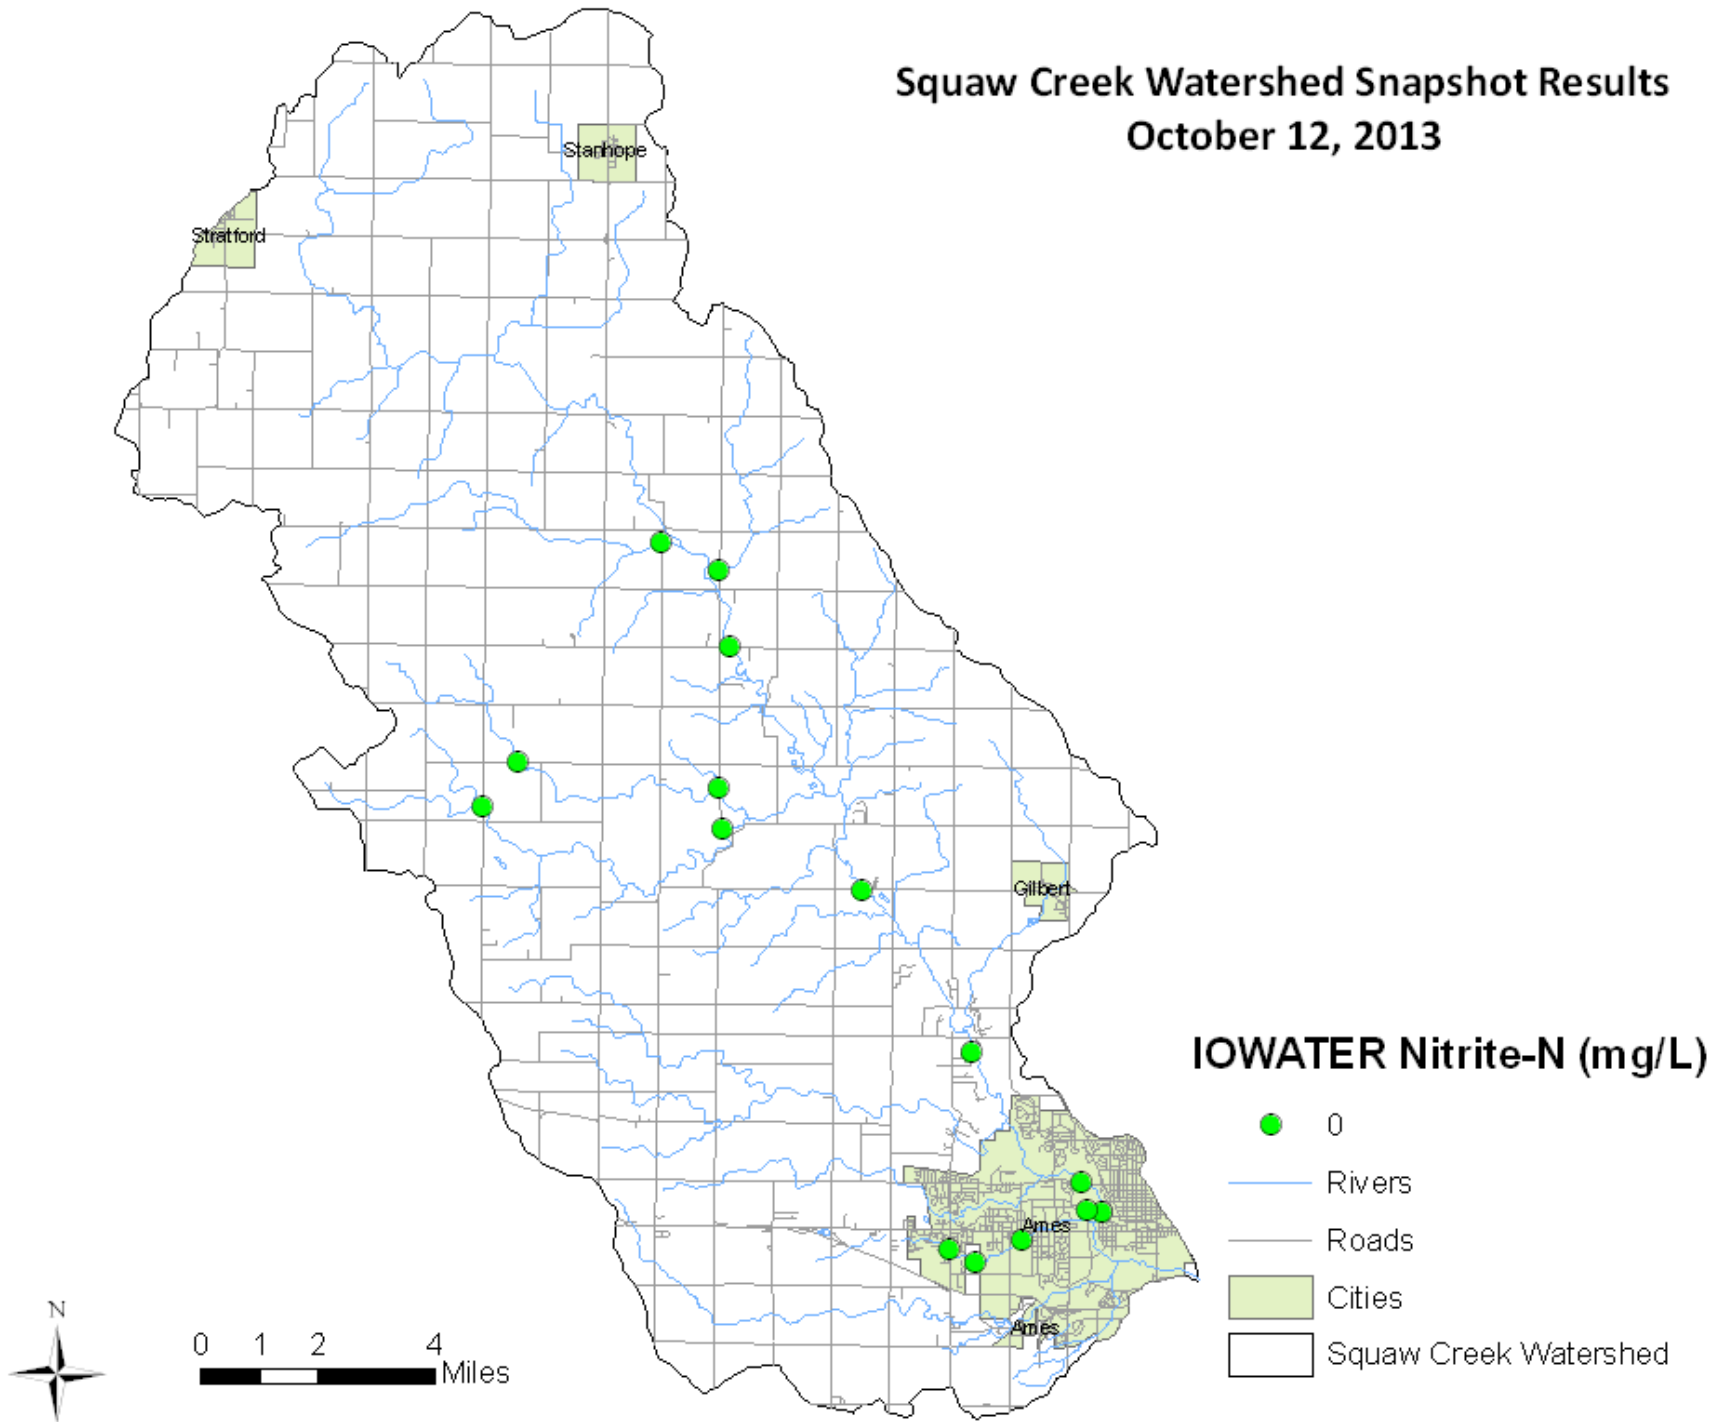 Squaw Creek Watershed Snapshot Results
October 12, 2013
Stanhope
Stratford
Gilbert
Ames
Ames
IOWATER Nitrite-N (mg/L)
0
Rivers
Roads
Cities
Squaw Creek Watershed
N
0 1 2 4
Miles